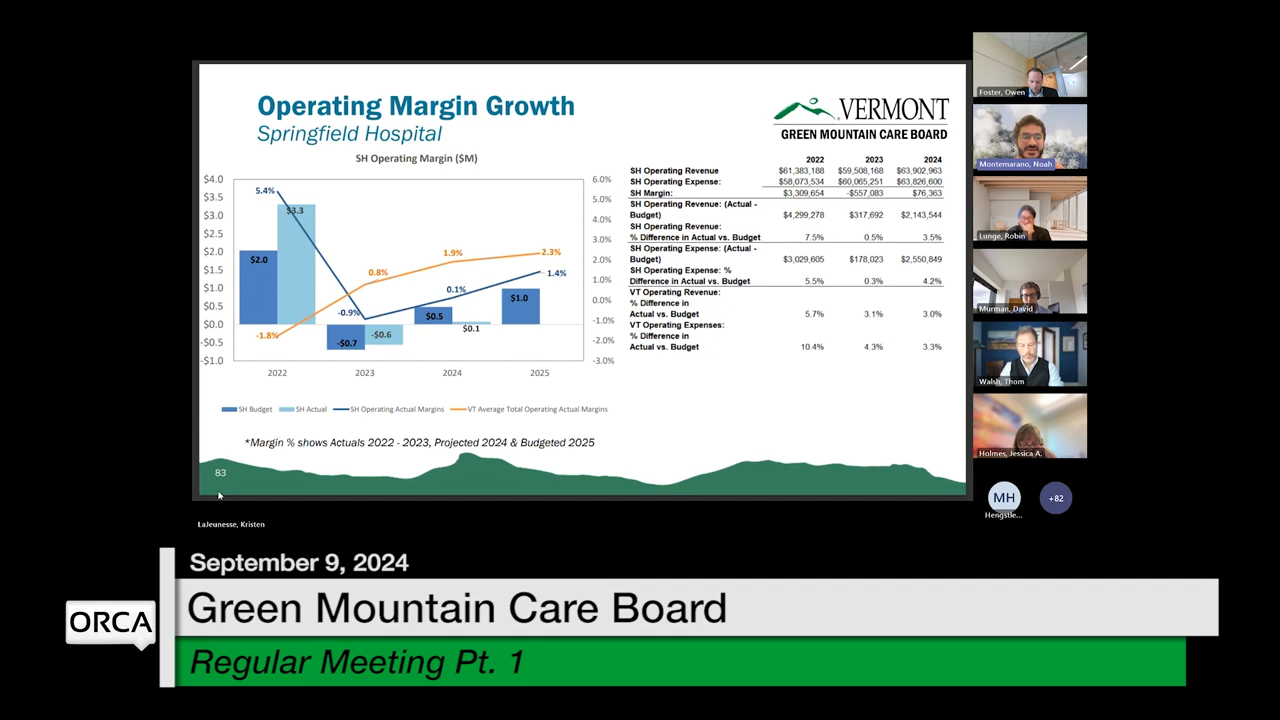 Operating Margin Growth
Springfield Hospital
VERMONT
GREEN MOUNTAIN CARE BOARD
SH Operating Margin ($M)
$4.0
$3.5
$3.0
$2.5
$2.0
$1.5
$1.0
$0.5
$0.0
-$0.5
-$1.0
6.0%
5.0%
4.0%
3.0%
2.0%
1.0%
0.0%
-1.0%
-2.0%
-3.0%
5.4%
$3.3
$2.0
-1.8%
0.8%
-0.9%
-$0.7
-$0.6
1.9%
0.1%
$0.5
$0.1
2.3%
1.4%
$1.0
2022 2023 2024 2025
SH Budget SH Actual SH Operating Actual Margins VT Average Total Operating Actual Margins
*Margin % shows Actuals 2022 - 2023, Projected 2024 & Budgeted 2025
83
2022 2023 2024
SH Operating Revenue $61,383,188 $59,508,168 $63,902,963
SH Operating Expense: $58,073,534 $60,065,251 $63,826,600
SH Margin: $3,309,654 -$557,083 $76,363
SH Operating Revenue: (Actual -
Budget) $4,299,278 $317,692 $2,143,544
SH Operating Revenue:
% Difference in Actual vs. Budget 7.5% 0.5% 3.5%
SH Operating Expense: (Actual -
Budget) $3,029,605 $178,023 $2,550,849
SH Operating Expense: %
Difference in Actual vs. Budget 5.5% 0.3% 4.2%
VT Operating Revenue:
% Difference in
Actual vs. Budget 5.7% 3.1% 3.0%
VT Operating Expenses:
% Difference in
Actual vs. Budget 10.4% 4.3% 3.3%
Foster, Owen
Montemarano, Noah
Lunge, Robin
Murman, David
Walsh, Thom
Holmes, Jessica A.
MH
+82
Hengstle...
LaJeunesse, Kristen
September 9, 2024
ORCA
Green Mountain Care Board
Regular Meeting Pt. 1